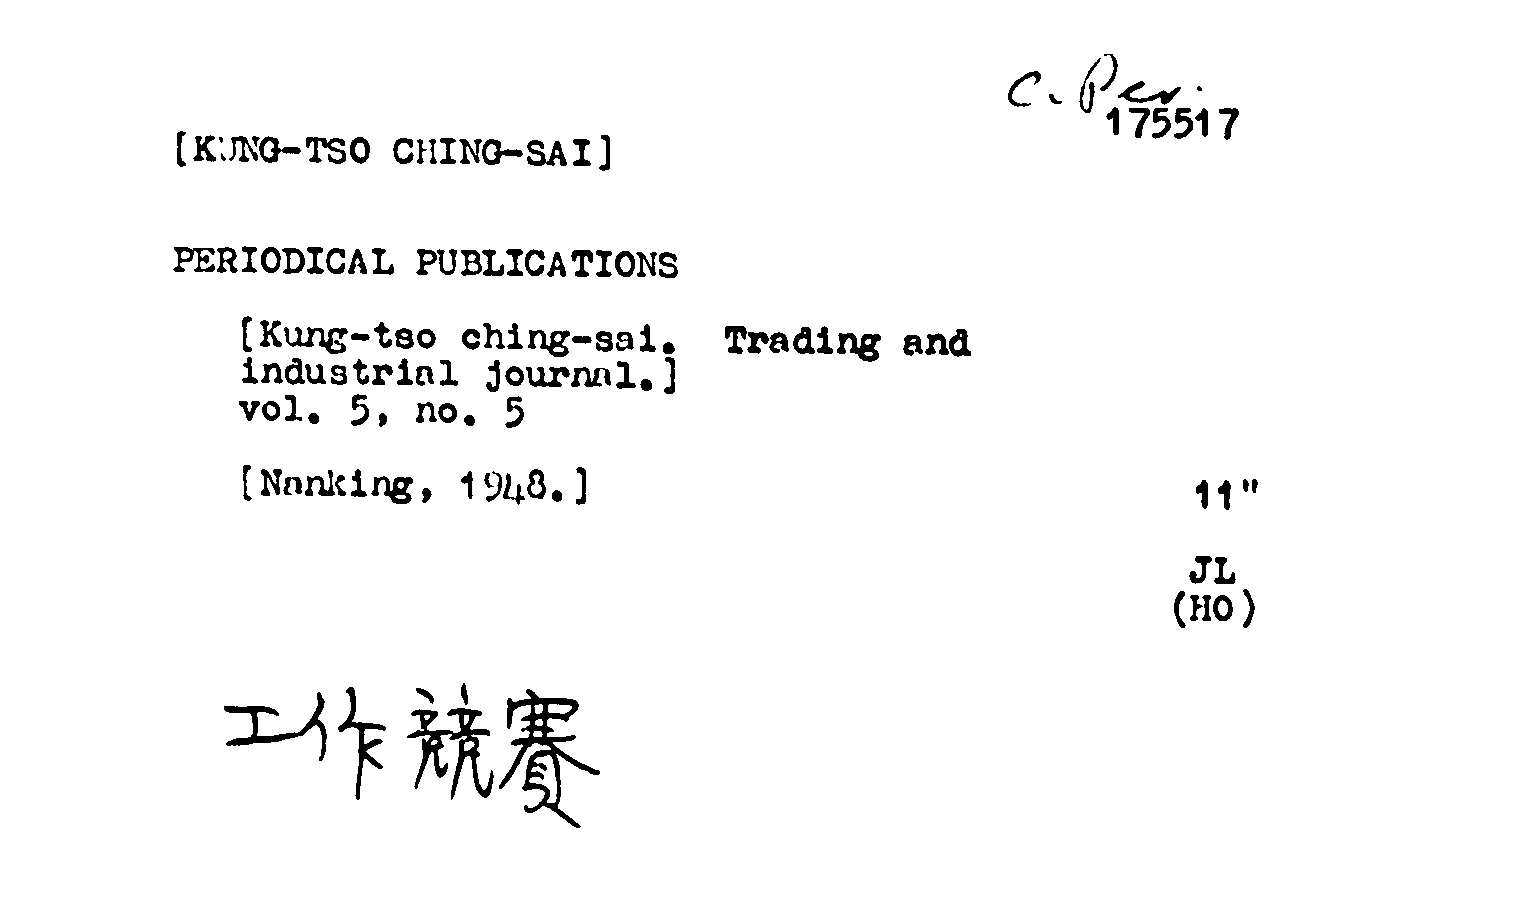 C. Per.
175517
[KUNG-TSO CHING-SAI]
PERIODICAL PUBLICATIONS
[Kung-tso ching-sai. Trading and
industrial journal.]
vol. 5, no. 5
[Nanking, 1948.]
11"
JL
(HO)
工作競賽